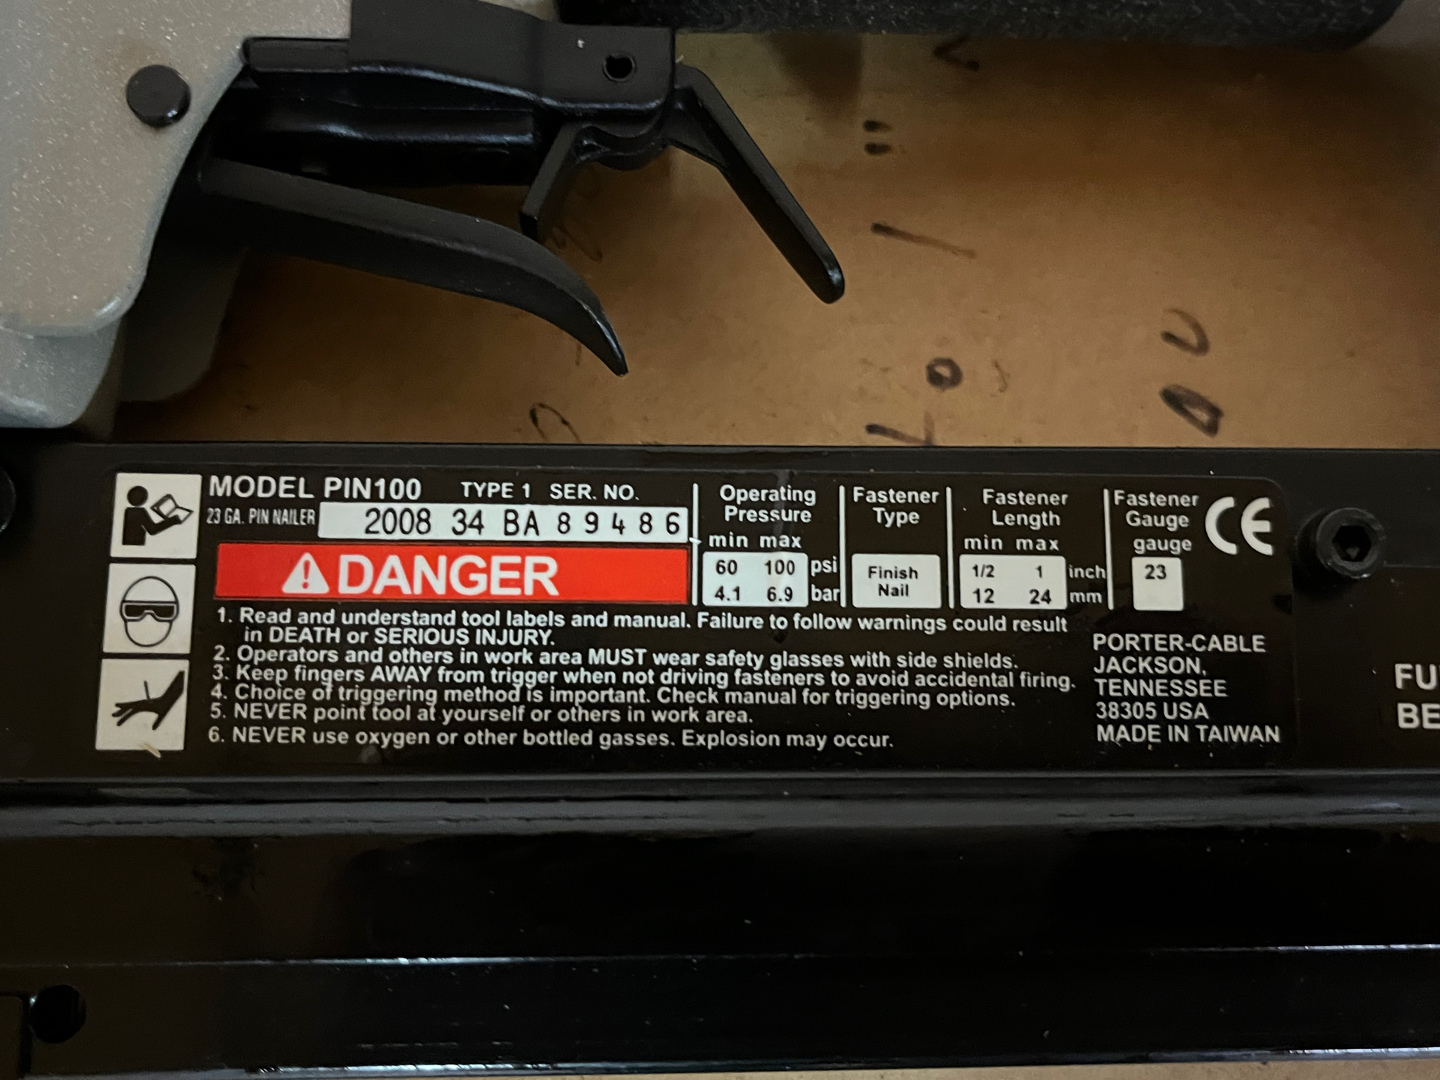 MODEL PIN100 TYPE 1 SER. NO.
23 GA. PIN NAILER 2008 34 BA 89486
DANGER
1. Read and understand tool labels and manual. Failure to follow warnings could result
in DEATH or SERIOUS INJURY.
2. Operators and others in work area MUST wear safety glasses with side shields.
3. Keep fingers AWAY from trigger when not driving fasteners to avoid accidental firing.
4. Choice of triggering method is important. Check manual for triggering options.
5. NEVER point tool at yourself or others in work area.
6. NEVER use oxygen or other bottled gasses. Explosion may occur.
Operating
Pressure
min max
60 100 psi
4.1 6.9 bar
Fastener
Type
Finish
Nail
Fastener
Length
min max
1/2 1 inch
12 24 mm
Fastener
Gauge
gauge
23
CE
PORTER-CABLE
JACKSON,
TENNESSEE
38305 USA
MADE IN TAIWAN
FU
BE